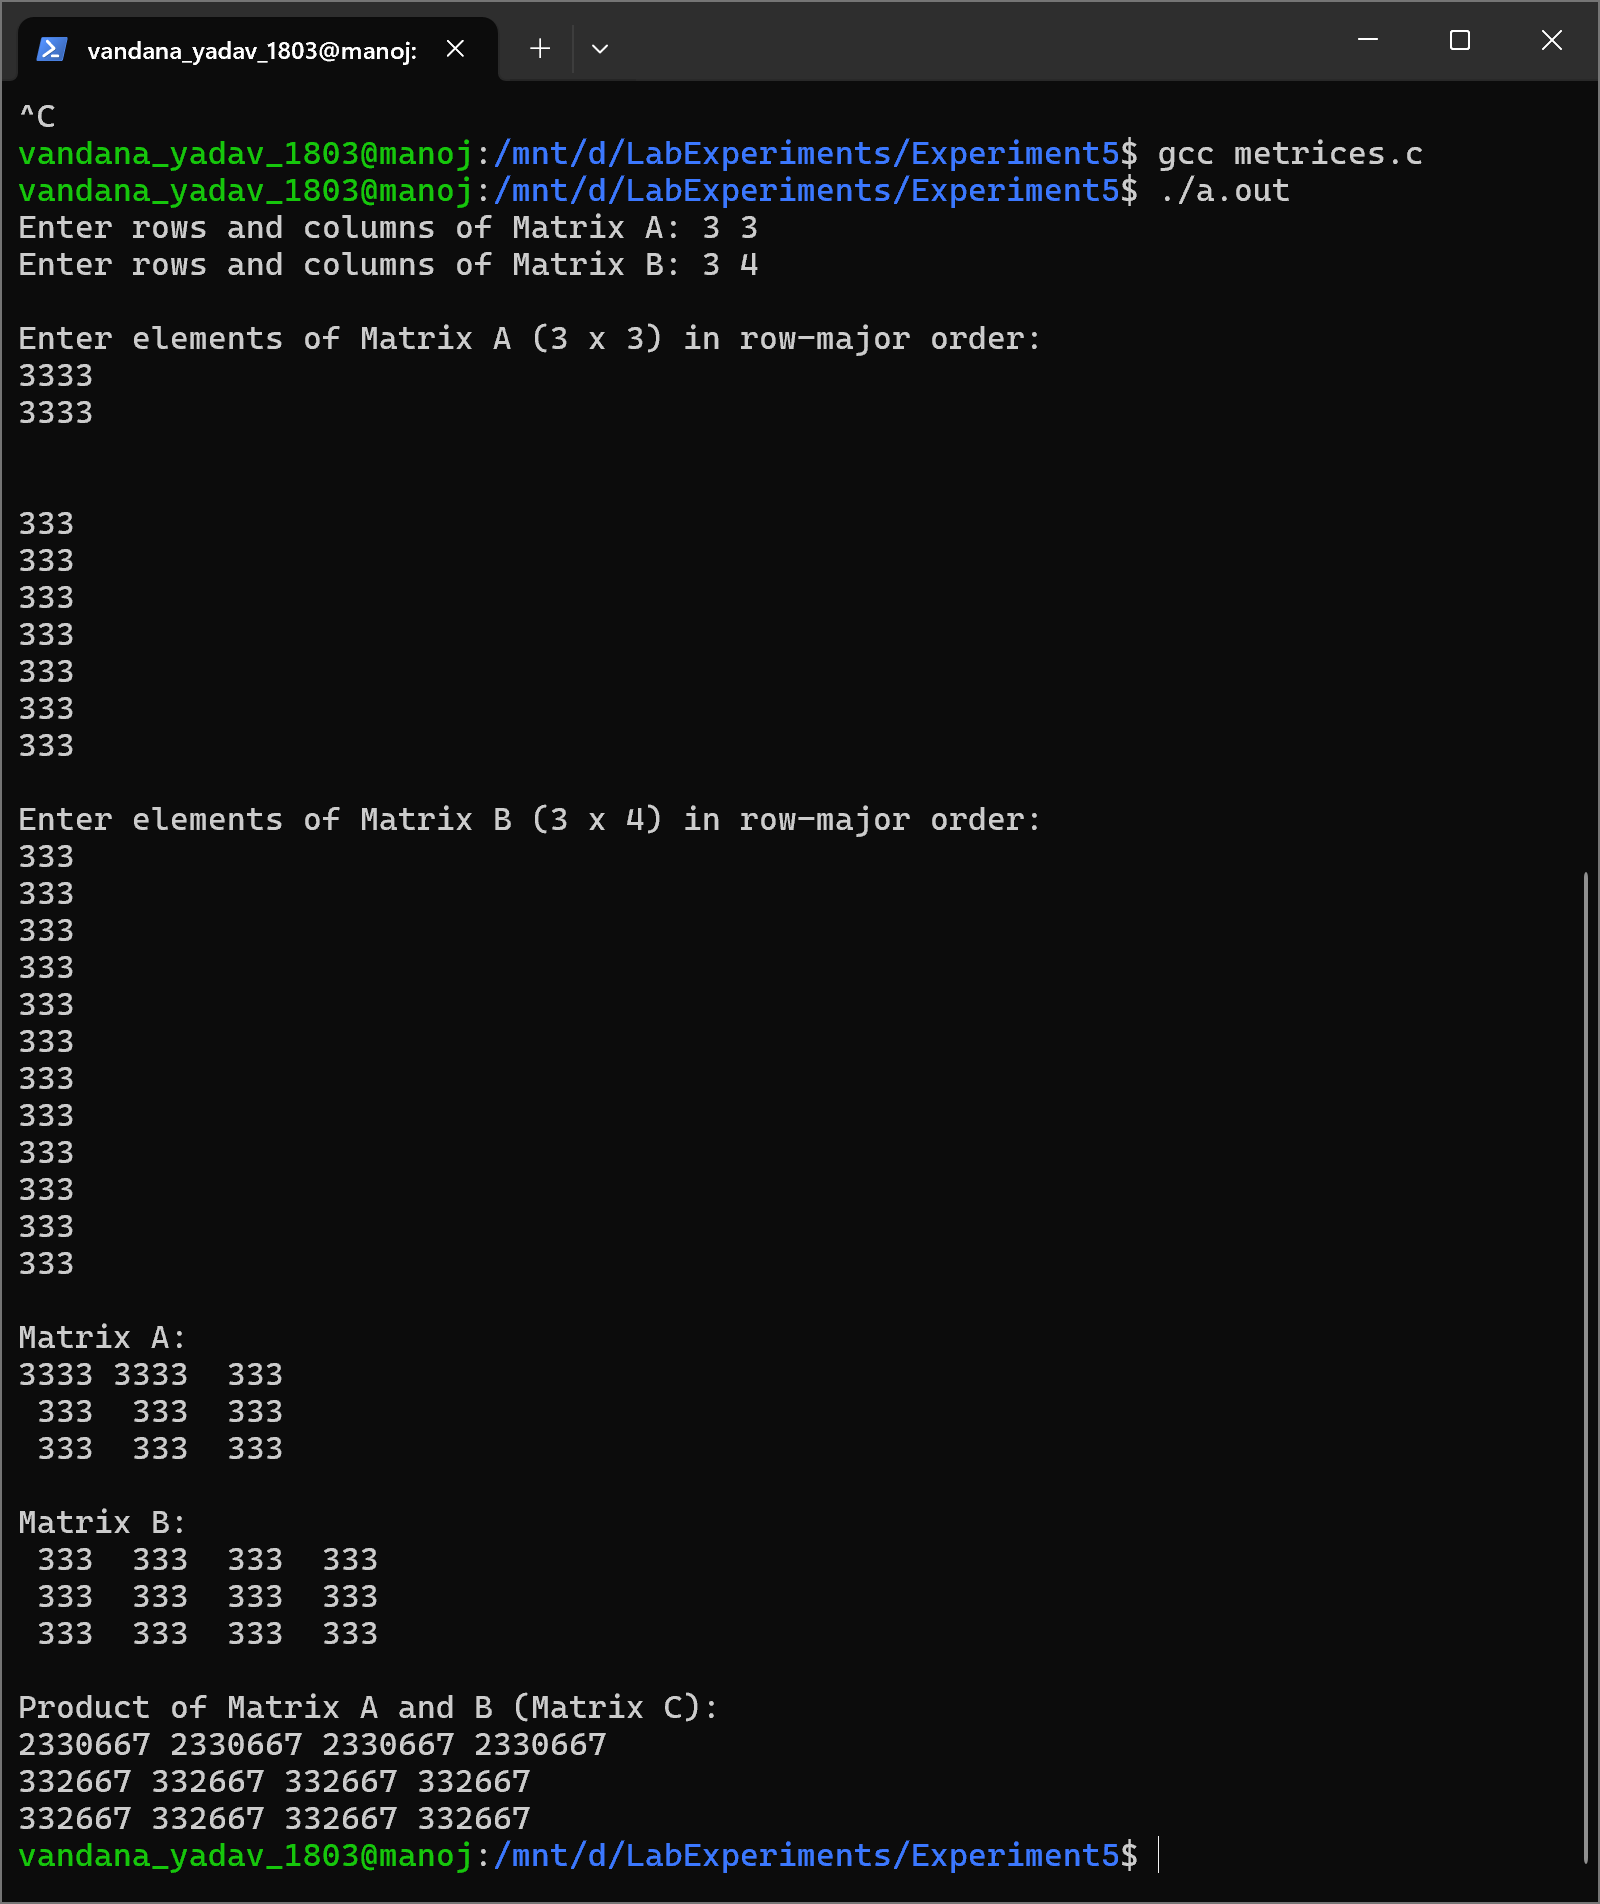 vandana_yadav_1803@manoj:
^C
vandana_yadav_1803@manoj:/mnt/d/LabExperiments/Experiment5$ gcc metrices.c
vandana_yadav_1803@manoj:/mnt/d/LabExperiments/Experiment5$ ./a.out
Enter rows and columns of Matrix A: 3 3
Enter rows and columns of Matrix B: 3 4
Enter elements of Matrix A (3 x 3) in row-major order:
3333
3333
333
333
333
333
333
333
333
Enter elements of Matrix B (3 x 4) in row-major order:
333
333
333
333
333
333
333
333
333
333
333
333
Matrix A:
3333 3333  333
 333  333  333
 333  333  333
Matrix B:
 333  333  333  333
 333  333  333  333
 333  333  333  333
Product of Matrix A and B (Matrix C):
2330667 2330667 2330667 2330667
332667 332667 332667 332667
332667 332667 332667 332667
vandana_yadav_1803@manoj:/mnt/d/LabExperiments/Experiment5$